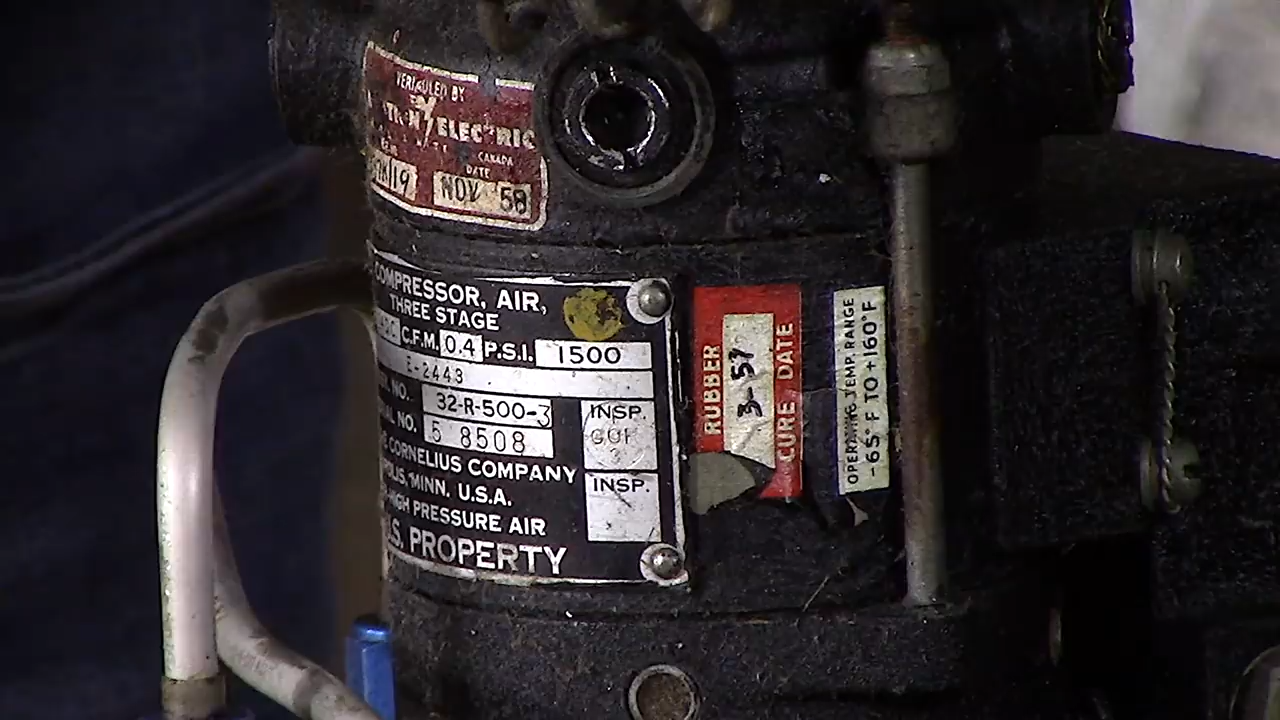 VERHAULED BY
ELECTRIC
CANADA
DATE
NOV 58
COMPRESSOR, AIR,
THREE STAGE
C.F.M. 0.4 P.S.I. 1500
E-2443
NO. 32-R-500-3
NO. 5 8508
INSP.
CORNELIUS COMPANY
MINN. U.S.A.
INSP.
HIGH PRESSURE AIR
U.S. PROPERTY
RUBBER
3-57
CURE DATE
OPERATING TEMP. RANGE
-65°F TO +160°F